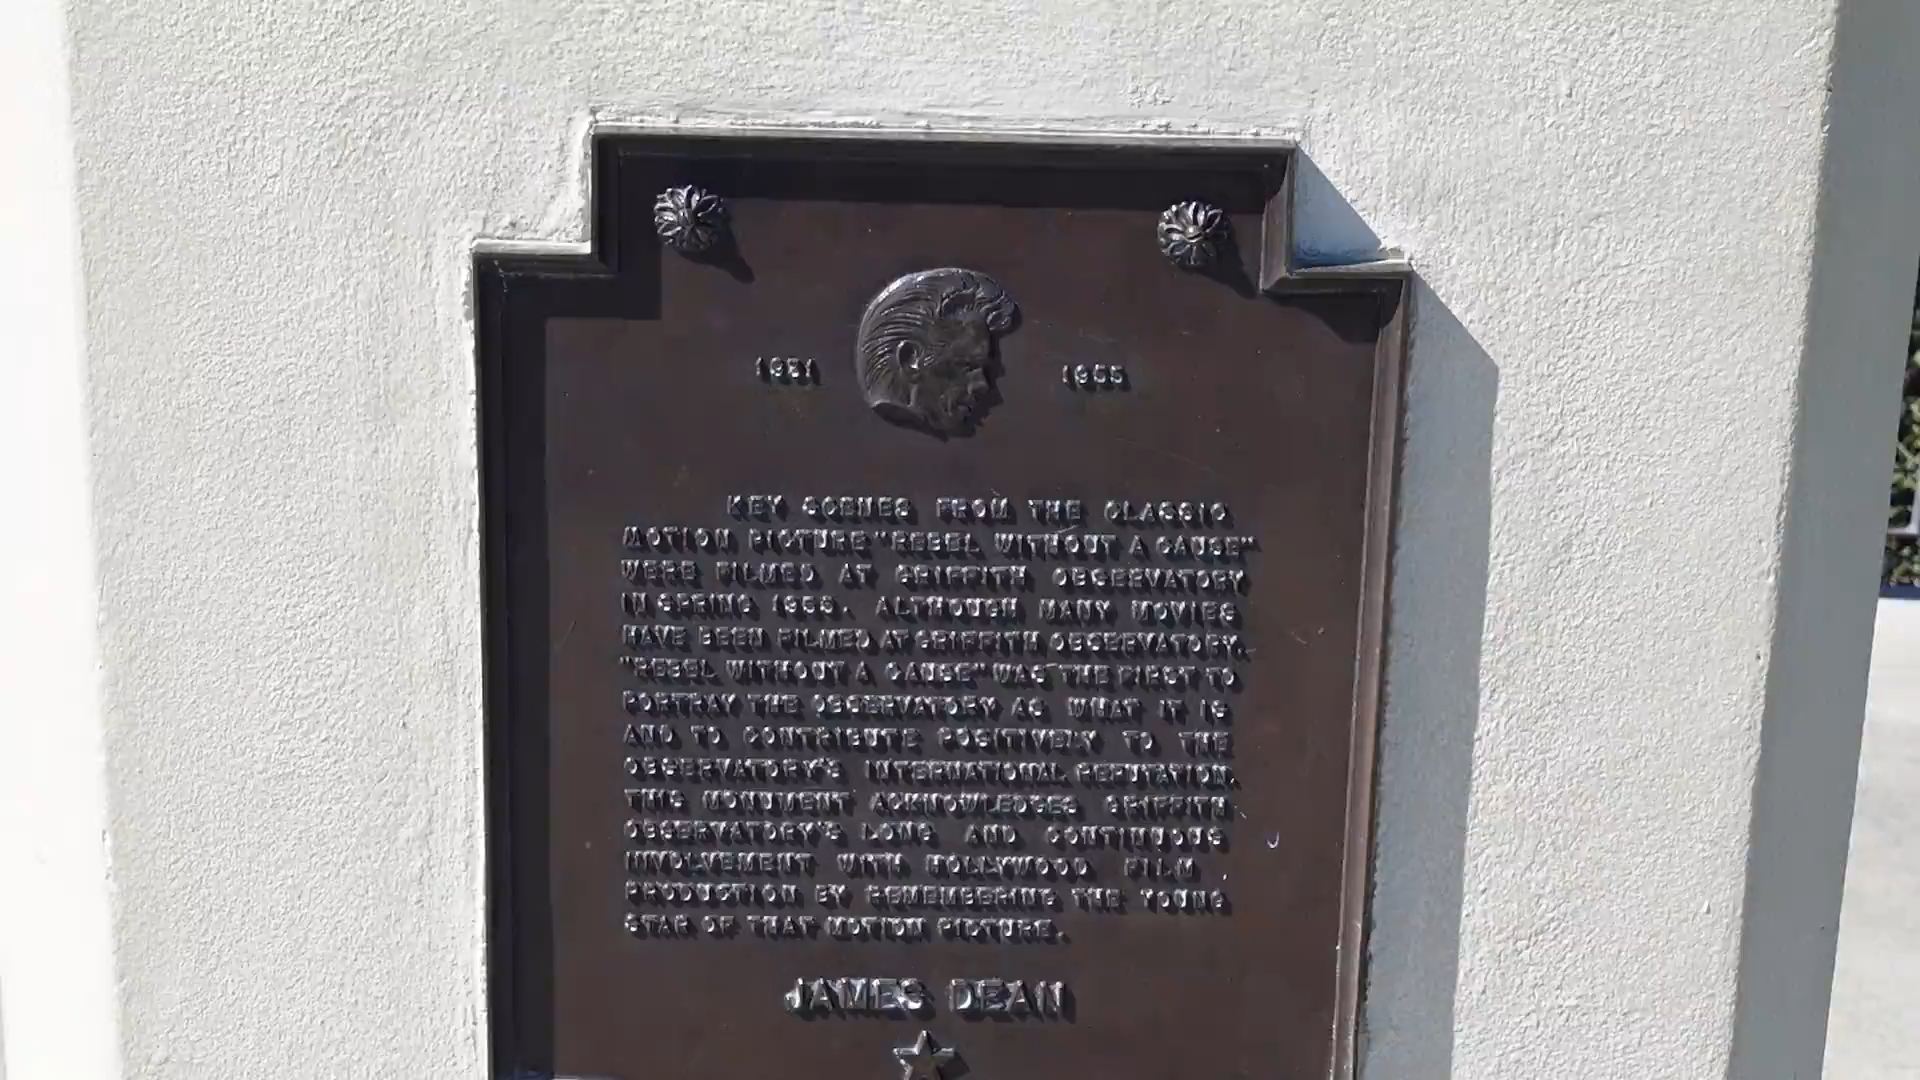 1931 1955
KEY SCENES FROM THE CLASSIC
MOTION PICTURE "REBEL WITHOUT A CAUSE"
WERE FILMED AT GRIFFITH OBSERVATORY
IN SPRING 1955. ALTHOUGH MANY MOVIES
HAVE BEEN FILMED AT GRIFFITH OBSERVATORY,
"REBEL WITHOUT A CAUSE" WAS THE FIRST TO
PORTRAY THE OBSERVATORY AS WHAT IT IS
AND TO CONTRIBUTE POSITIVELY TO THE
OBSERVATORY'S INTERNATIONAL REPUTATION.
THIS MONUMENT ACKNOWLEDGES GRIFFITH
OBSERVATORY'S LONG AND CONTINUOUS
INVOLVEMENT WITH HOLLYWOOD FILM
PRODUCTION BY REMEMBERING THE YOUNG
STAR OF THAT MOTION PICTURE.
JAMES DEAN